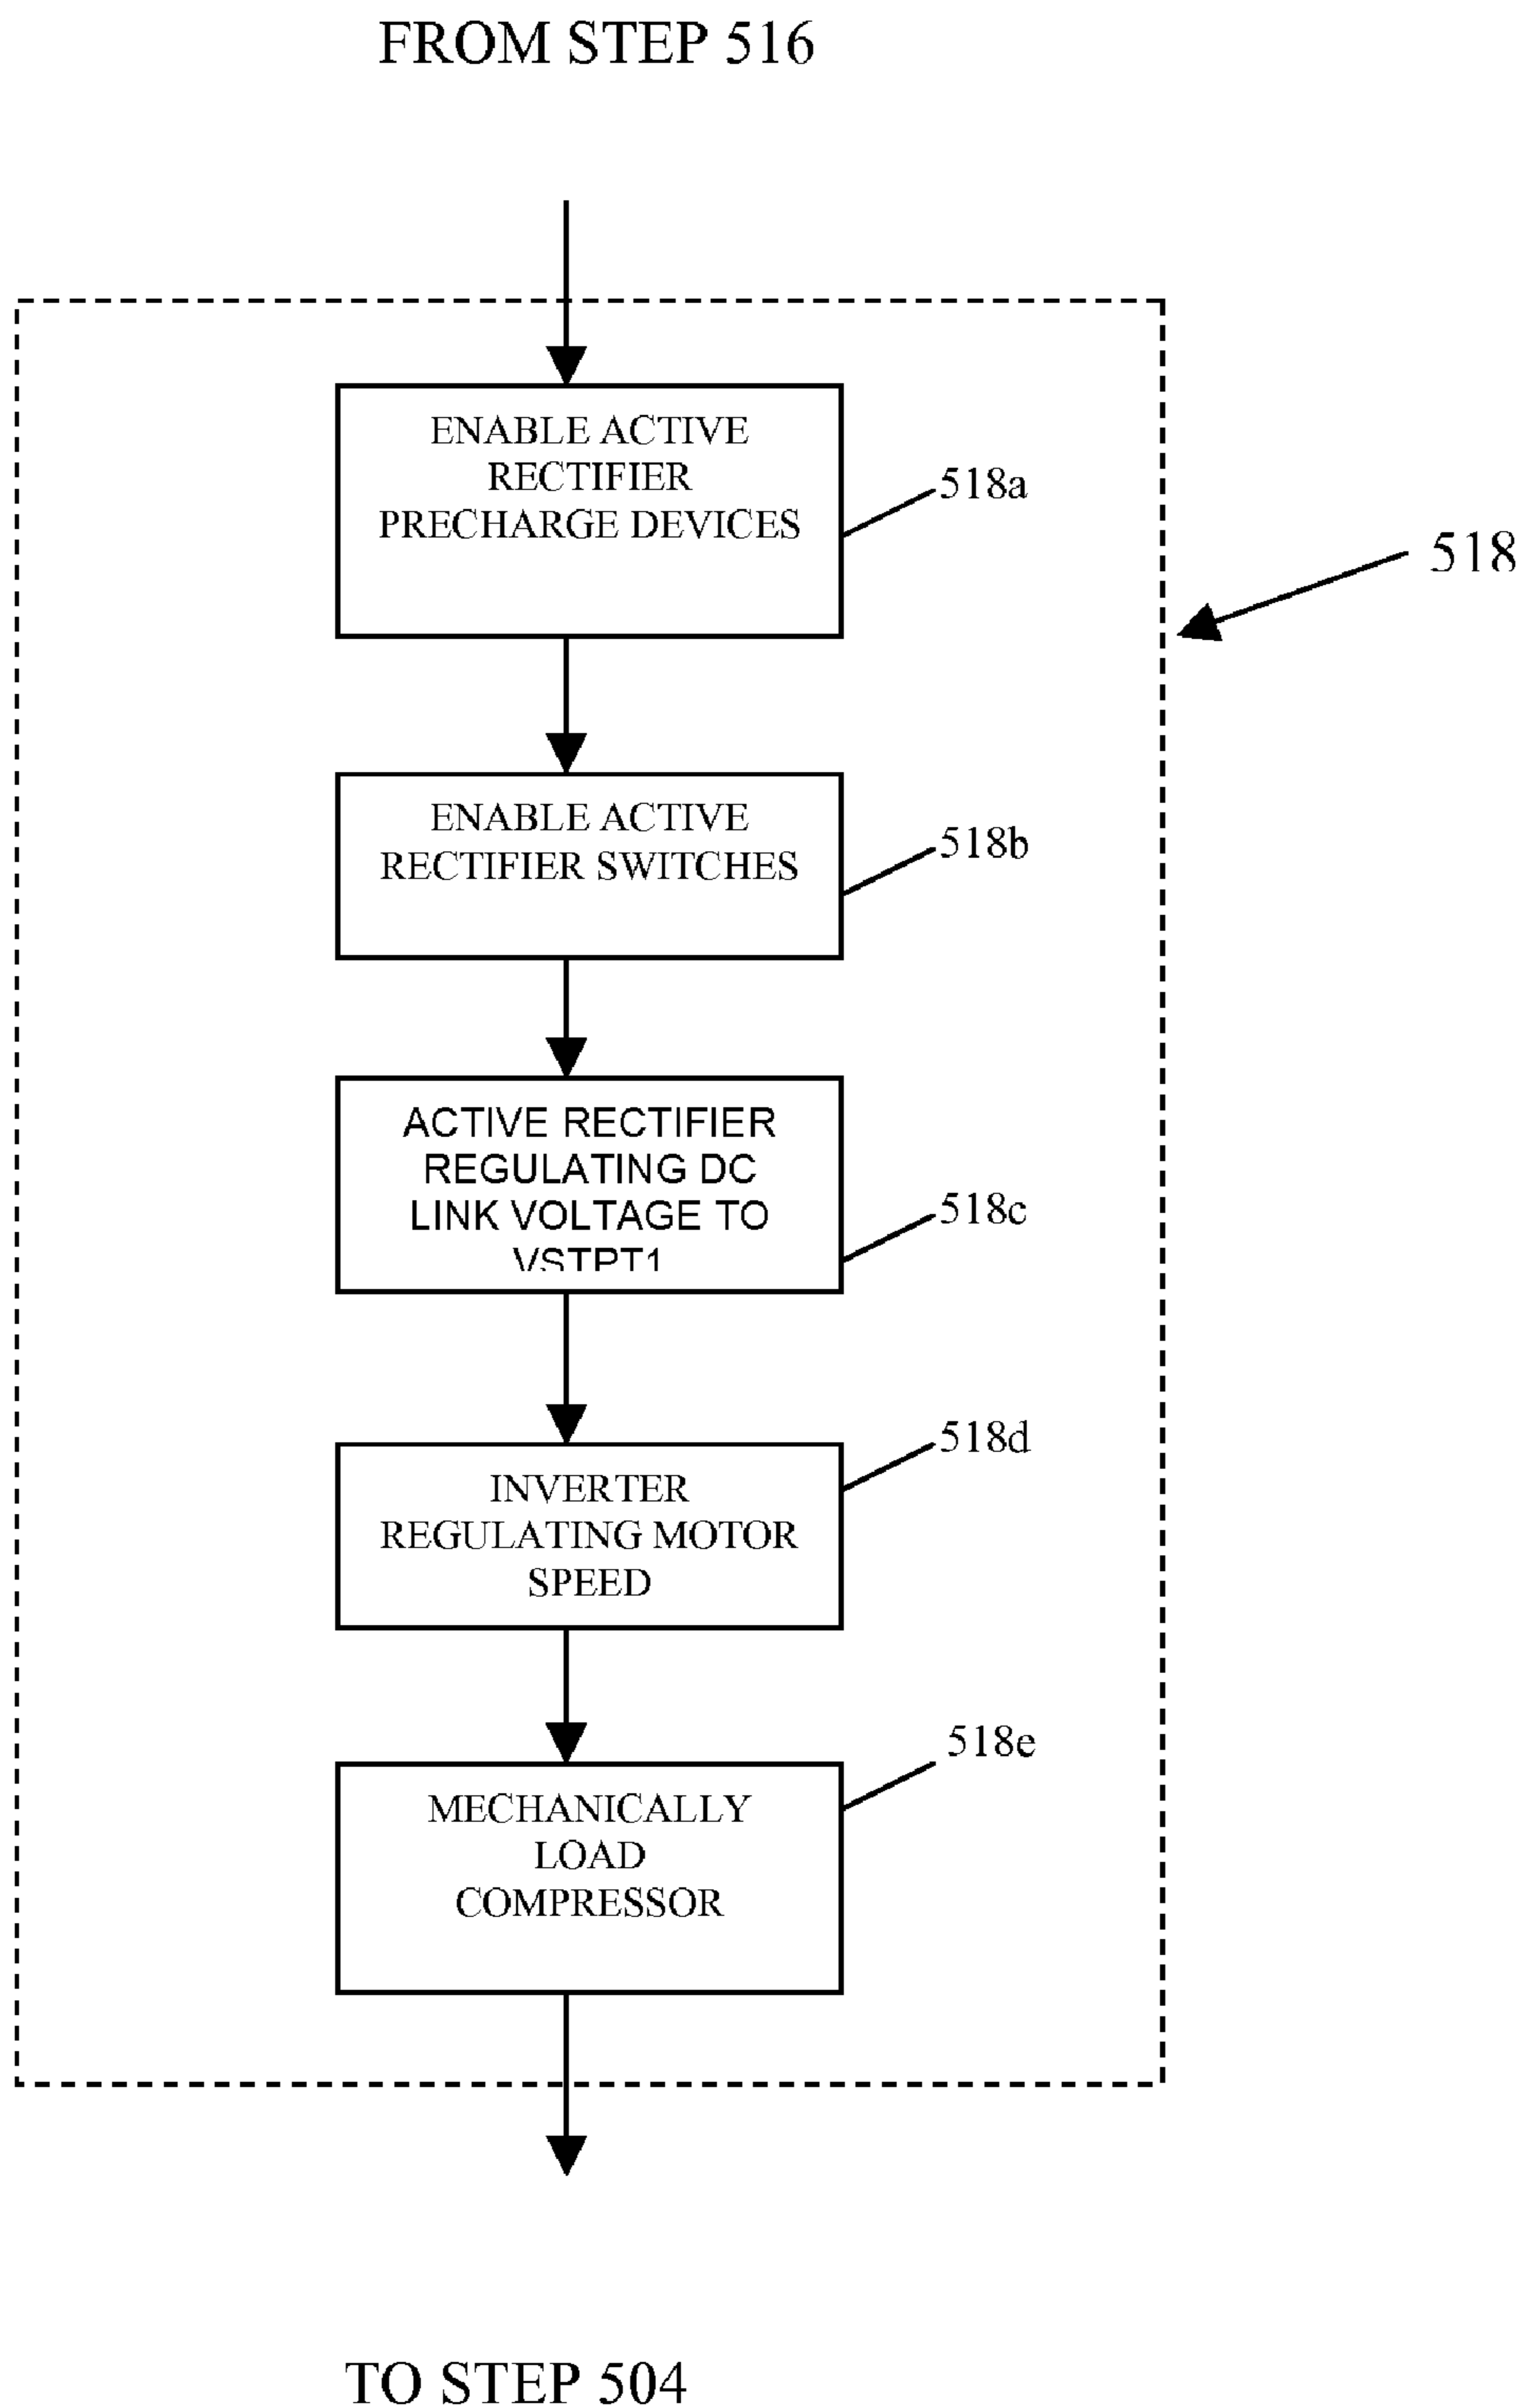 FROM STEP 516
ENABLE ACTIVE
RECTIFIER
PRECHARGE DEVICES
518a
518
ENABLE ACTIVE
RECTIFIER SWITCHES
518b
ACTIVE RECTIFIER
REGULATING DC
LINK VOLTAGE TO
VSTPT1
518c
INVERTER
REGULATING MOTOR
SPEED
518d
MECHANICALLY
LOAD
COMPRESSOR
518e
TO STEP 504